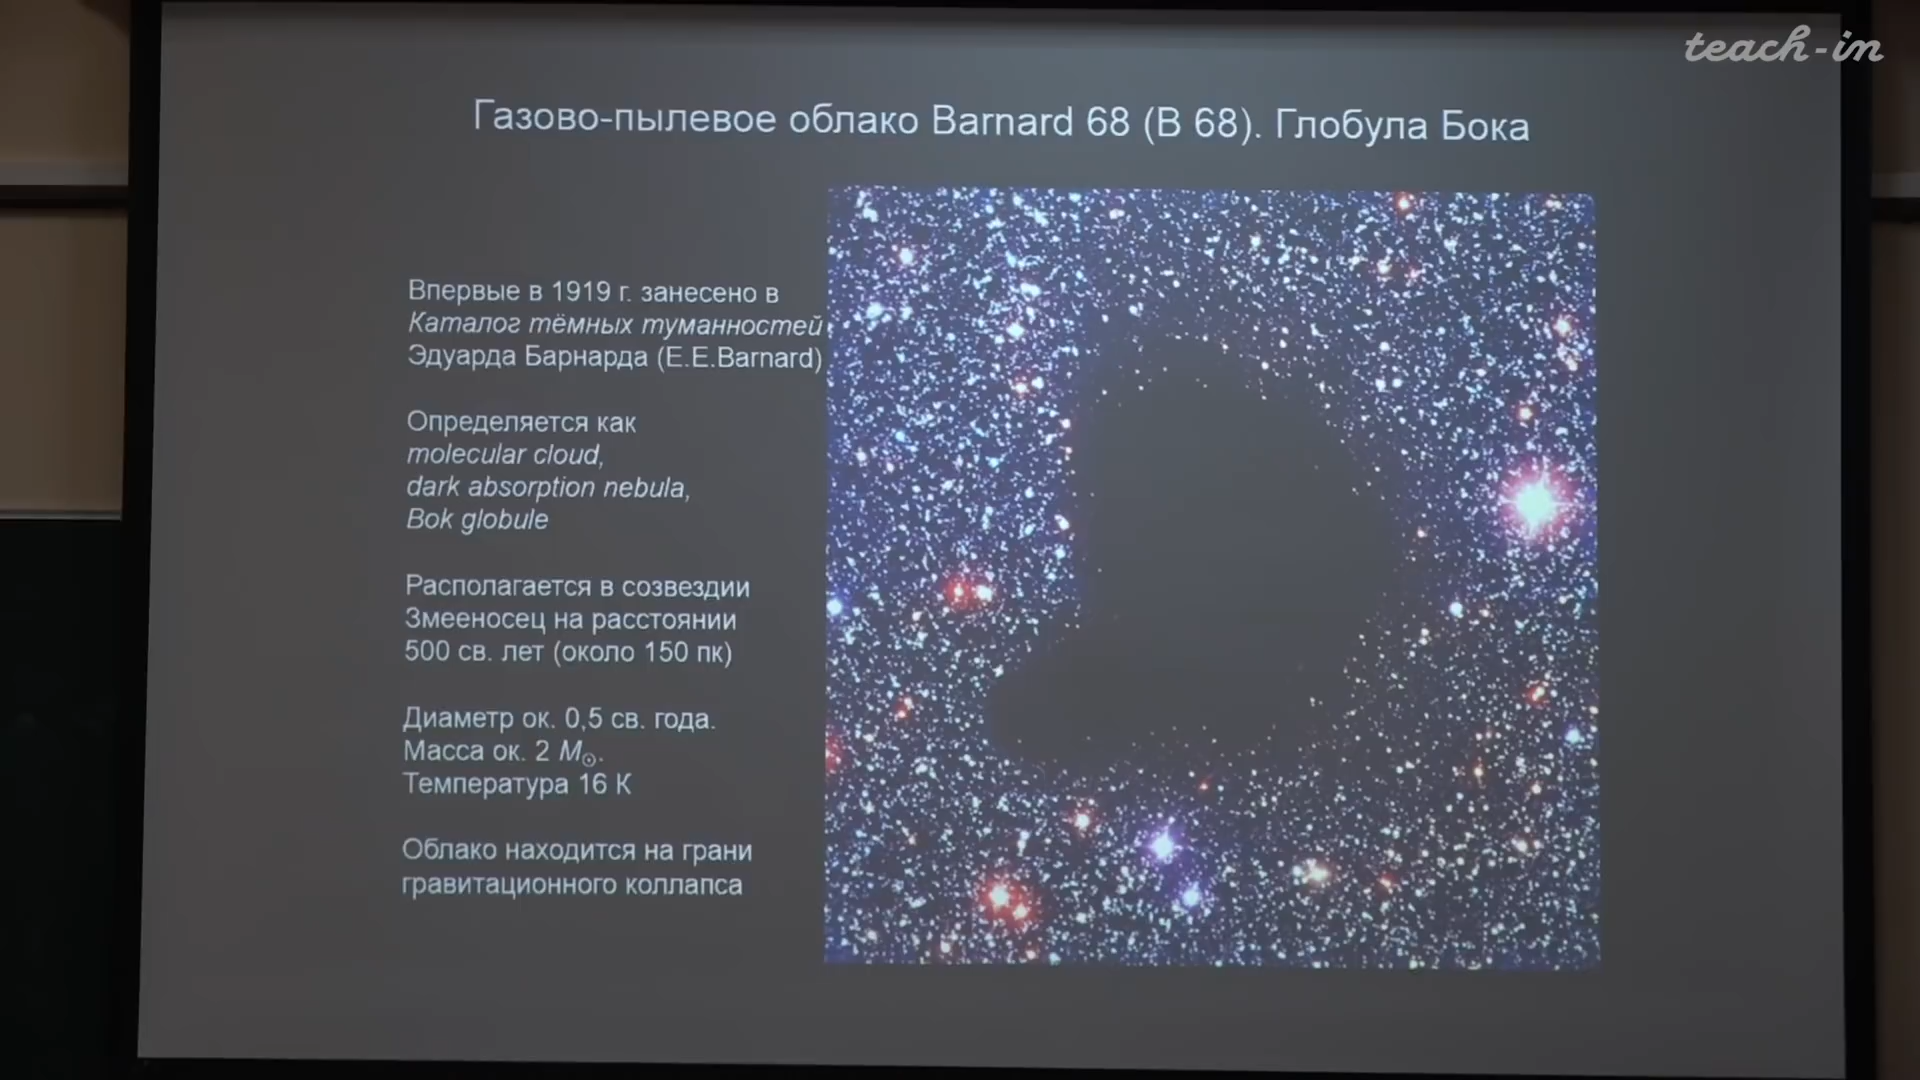 teach-in
Газово-пылевое облако Barnard 68 (B 68). Глобула Бока
Впервые в 1919 г. занесено в
Каталог тёмных туманностей
Эдуарда Барнарда (E.E.Barnard)
Определяется как
molecular cloud,
dark absorption nebula,
Bok globule
Располагается в созвездии
Змееносец на расстоянии
500 св. лет (около 150 пк)
Диаметр ок. 0,5 св. года.
Масса ок. 2 M☉.
Температура 16 К
Облако находится на грани
гравитационного коллапса